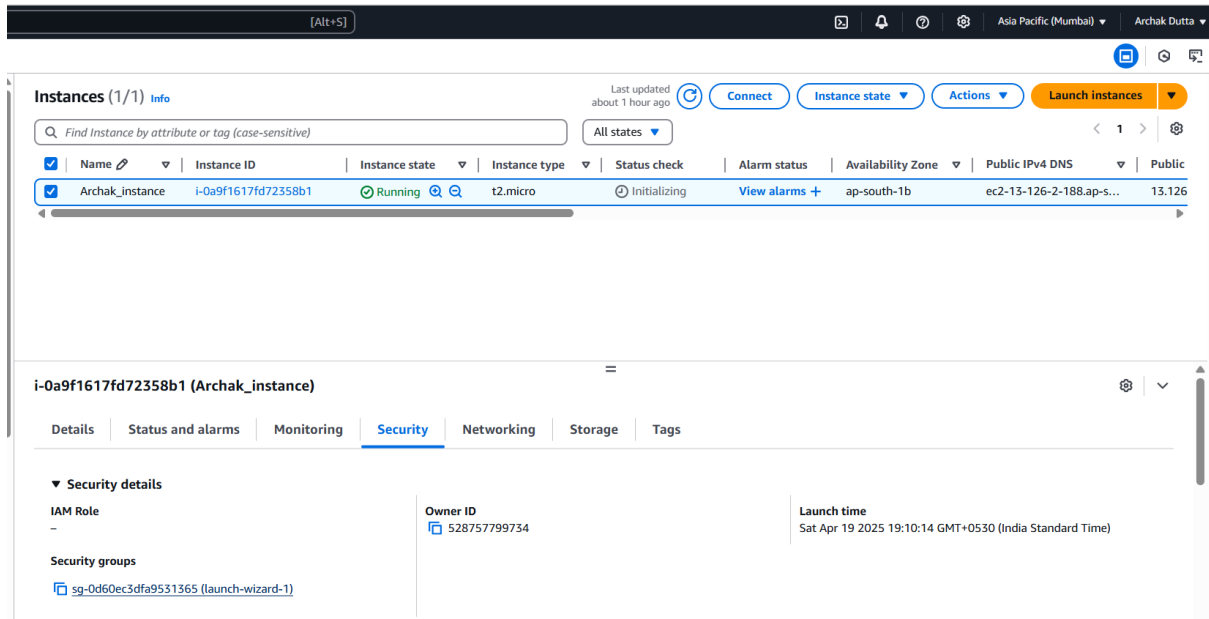 [Alt+S] Asia Pacific (Mumbai) Archak Dutta
Instances (1/1) Info
Last updated
about 1 hour ago
Connect Instance state Actions Launch instances
Find Instance by attribute or tag (case-sensitive) All states 1
Name Instance ID Instance state Instance type Status check Alarm status Availability Zone Public IPv4 DNS Public
Archak_instance i-0a9f1617fd72358b1 Running t2.micro Initializing View alarms + ap-south-1b ec2-13-126-2-188.ap-s... 13.126
i-0a9f1617fd72358b1 (Archak_instance)
Details Status and alarms Monitoring Security Networking Storage Tags
Security details
IAM Role Owner ID Launch time
– 528757799734 Sat Apr 19 2025 19:10:14 GMT+0530 (India Standard Time)
Security groups
sg-0d60ec3dfa9531365 (launch-wizard-1)